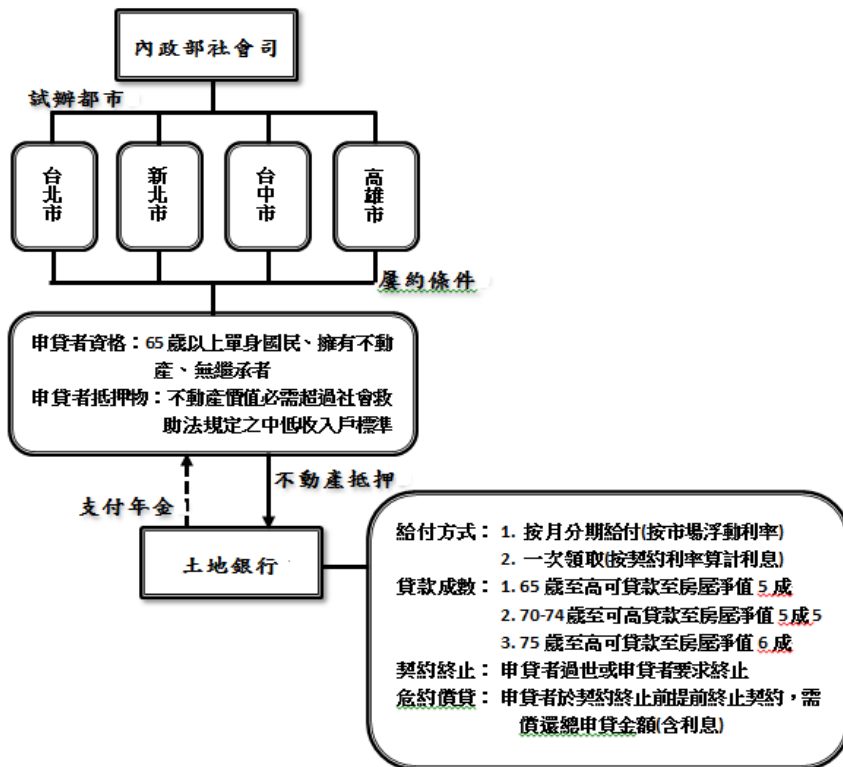 內政部社會司
試辦都市
台北市
新北市
台中市
高雄市
屢約條件
申貸者資格：65 歲以上單身國民、擁有不動
產、無繼承者
申貸者抵押物：不動產價值必需超過社會救
助法規定之中低收入戶標準
不動產抵押
支付年金
土地銀行
給付方式： 1. 按月分期給付(按市場浮動利率)
2. 一次領取(按契約利率算計利息)
貸款成數： 1. 65 歲至高可貸款至房屋淨值 5 成
2. 70-74 歲至可高貸款至房屋淨值 5 成 5
3. 75 歲至高可貸款至房屋淨值 6 成
契約終止： 申貸者過世或申貸者要求終止
危約償貸： 申貸者於契約終止前提前終止契約，需
償還總申貸金額(含利息)